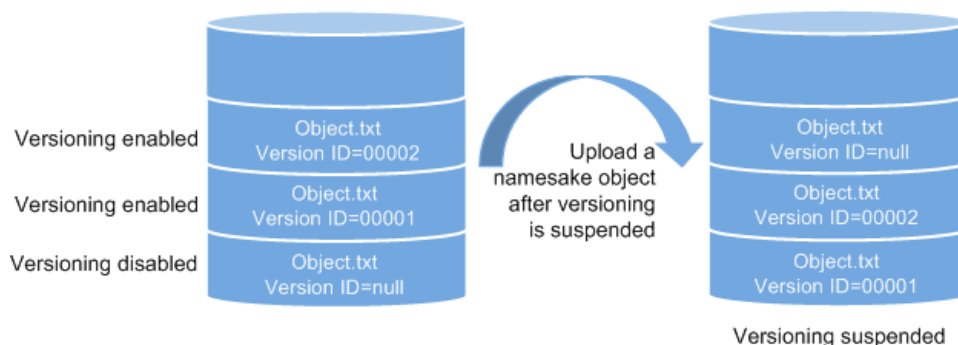 Versioning enabled
Object.txt
Version ID=00002
Versioning enabled
Object.txt
Version ID=00001
Versioning disabled
Object.txt
Version ID=null
Upload a
namesake object
after versioning
is suspended
Object.txt
Version ID=null
Object.txt
Version ID=00002
Object.txt
Version ID=00001
Versioning suspended